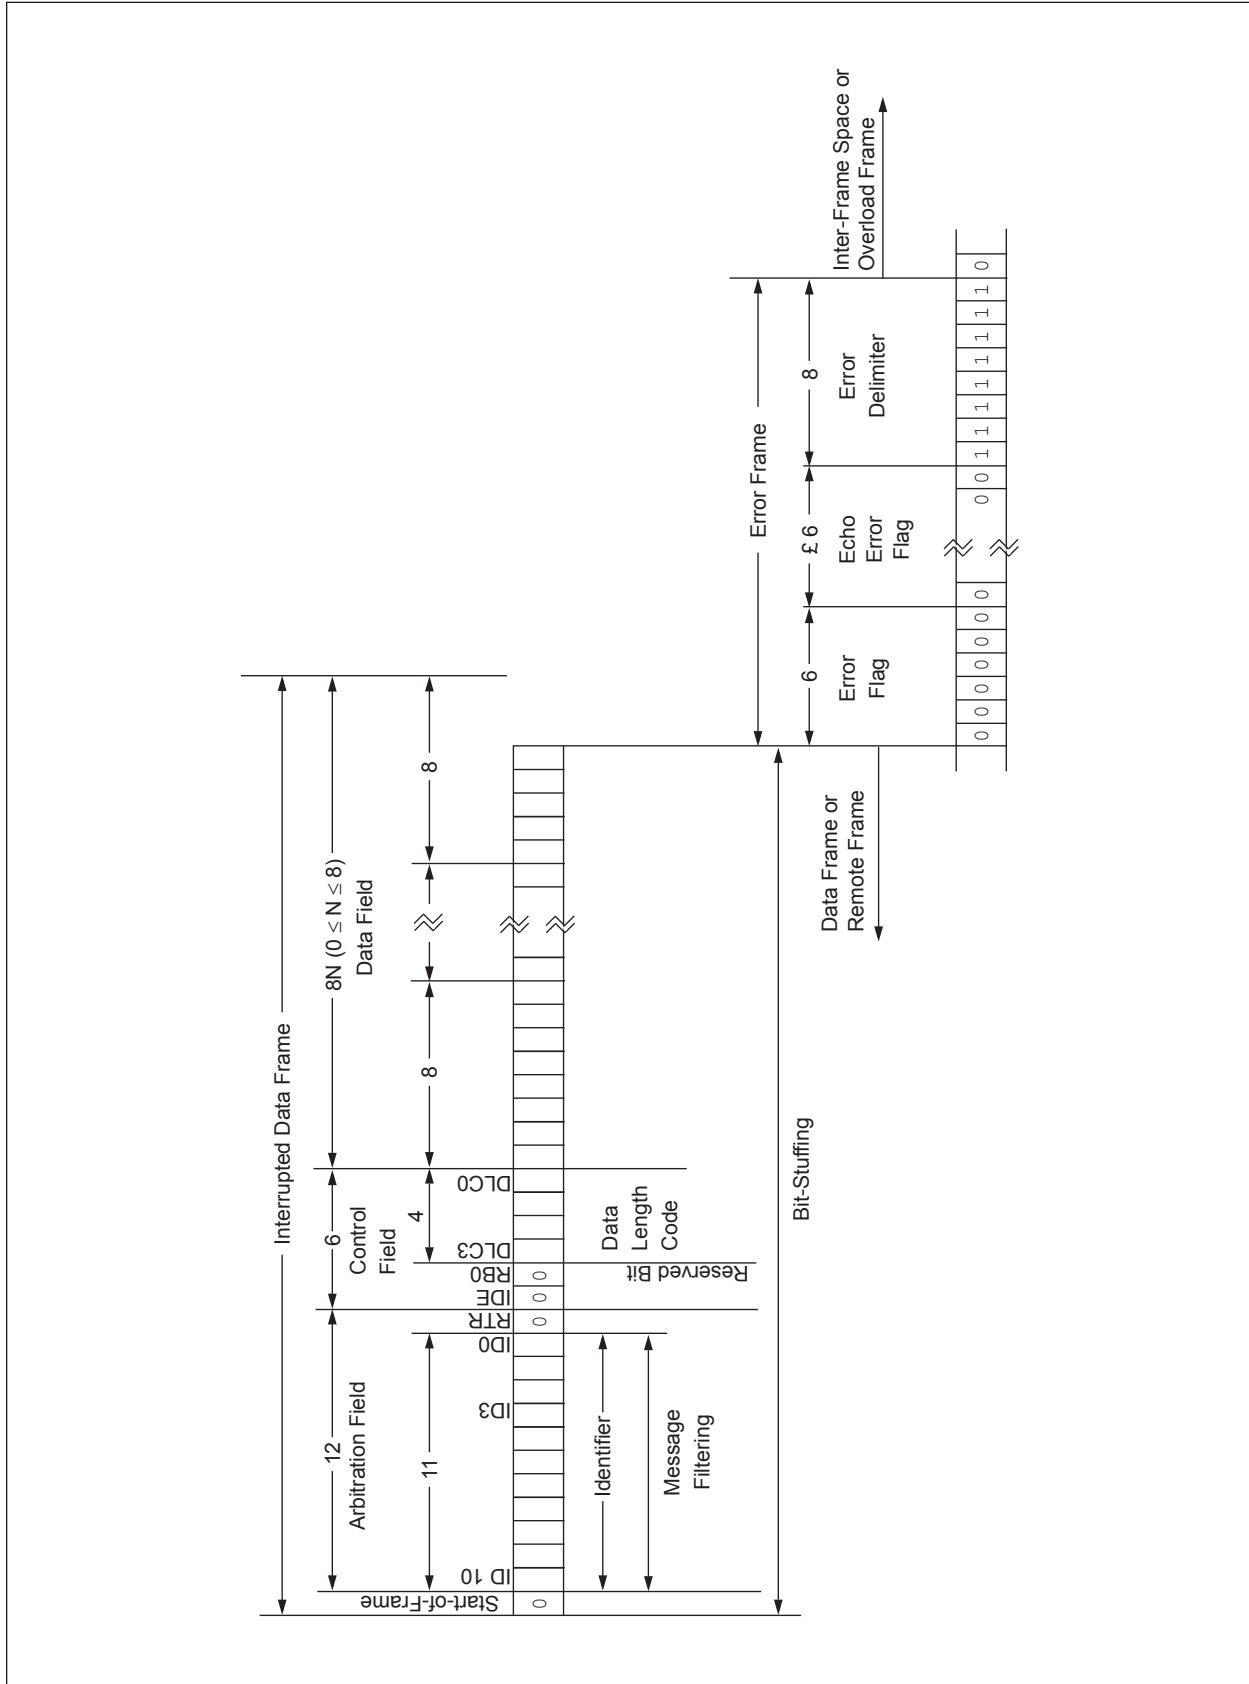 Interrupted Data Frame
12
Arbitration Field
6
Control
Field
8N (0 ≤ N ≤ 8)
Data Field
11
4
8
8
Start-of-Frame
ID 10
ID3
ID0
RTR
IDE
RB0
DLC3
DLC0
0
0
0
0
Identifier
Message
Filtering
Reserved Bit
Data
Length
Code
Bit-Stuffing
Data Frame or
Remote Frame
Error Frame
6
Error
Flag
£ 6
Echo
Error
Flag
8
Error
Delimiter
Inter-Frame Space or
Overload Frame
0 0 0 0 0 0 0 0 0 1 1 1 1 1 1 1 1 0